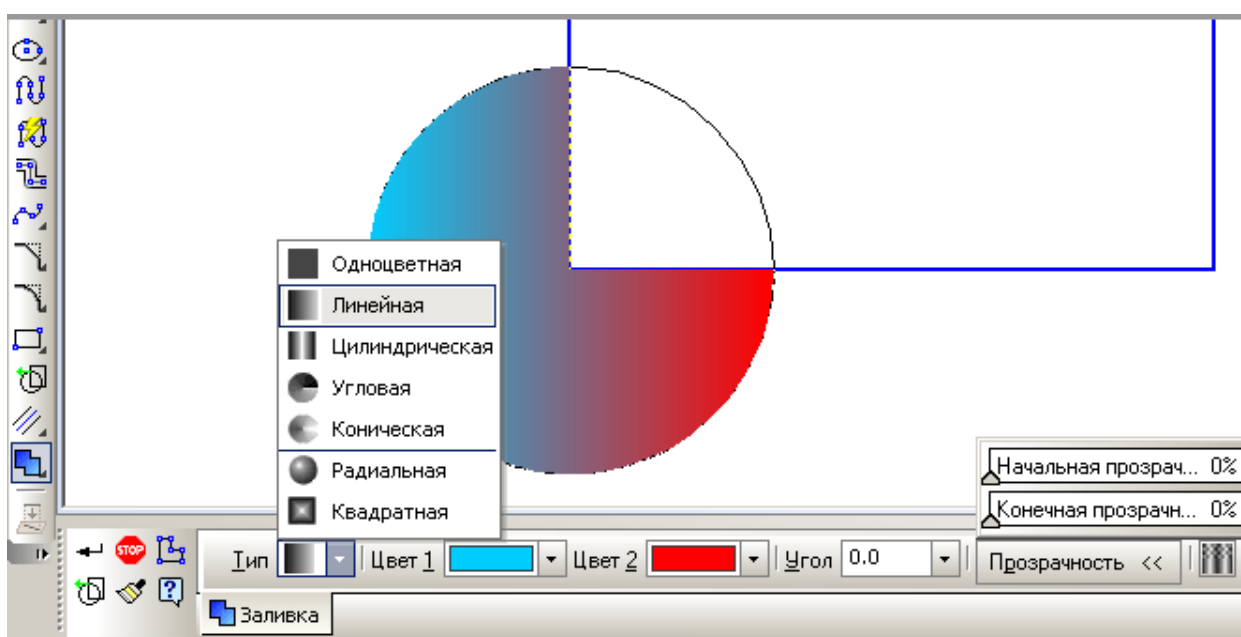 Одноцветная
Линейная
Цилиндрическая
Угловая
Коническая
Радиальная
Квадратная
Начальная прозрач... 0%
Конечная прозрачн... 0%
STOP
Тип Цвет 1 Цвет 2 Угол 0.0 Прозрачность <<
?
Заливка